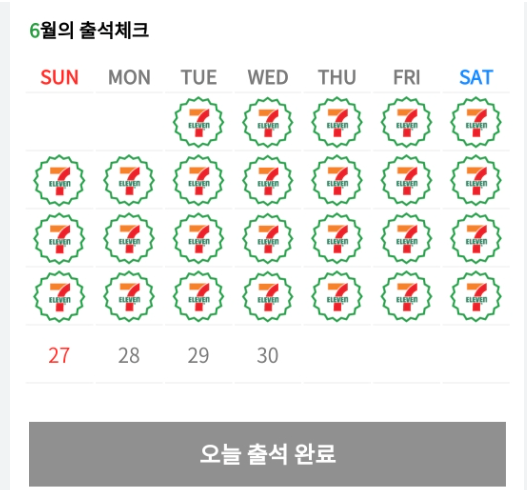 6월의 출석체크
SUN MON TUE WED THU FRI SAT
7 ELEVEN 7 ELEVEN 7 ELEVEN 7 ELEVEN 7 ELEVEN
7 ELEVEN 7 ELEVEN 7 ELEVEN 7 ELEVEN 7 ELEVEN 7 ELEVEN 7 ELEVEN
7 ELEVEN 7 ELEVEN 7 ELEVEN 7 ELEVEN 7 ELEVEN 7 ELEVEN 7 ELEVEN
7 ELEVEN 7 ELEVEN 7 ELEVEN 7 ELEVEN 7 ELEVEN 7 ELEVEN 7 ELEVEN
27 28 29 30
오늘 출석 완료